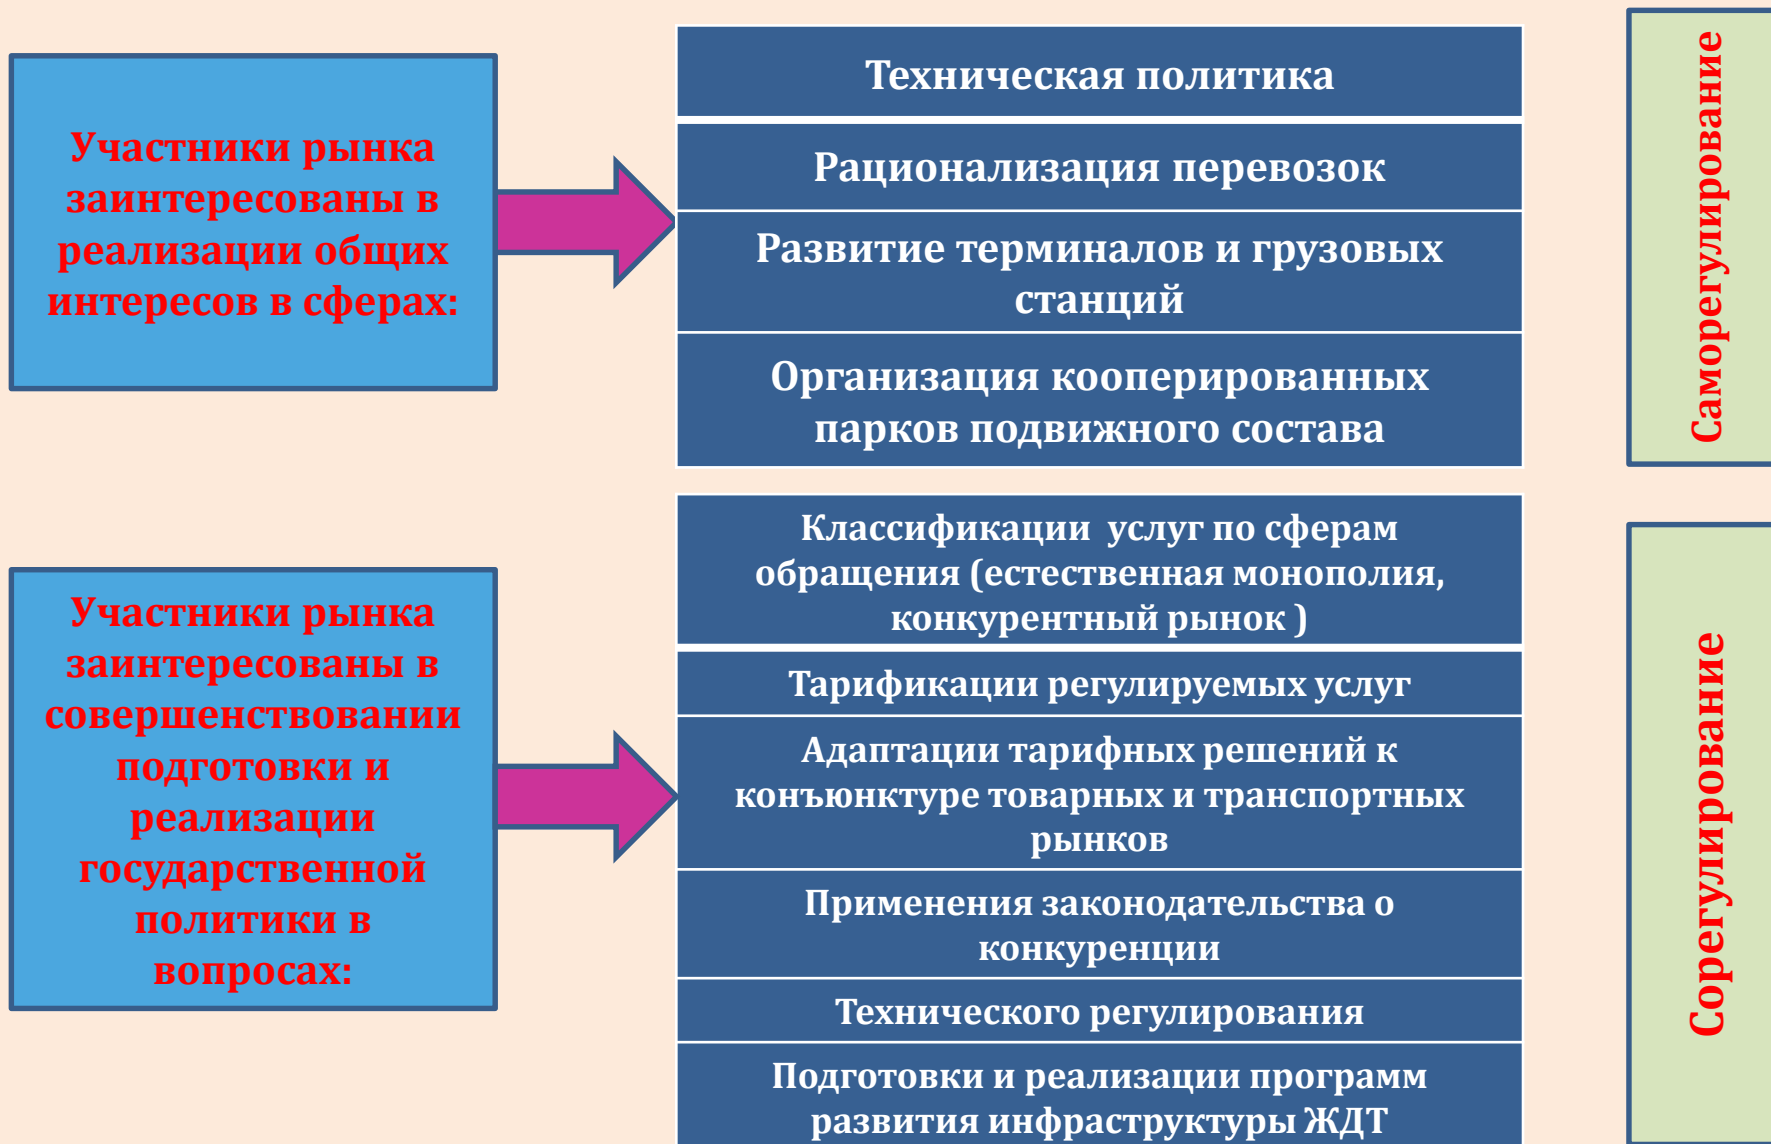 Участники рынка
заинтересованы в
реализации общих
интересов в сферах:
Техническая политика
Рационализация перевозок
Развитие терминалов и грузовых
станций
Организация кооперированных
парков подвижного состава
Саморегулирование
Участники рынка
заинтересованы в
совершенствовании
подготовки и
реализации
государственной
политики в
вопросах:
Классификации услуг по сферам
обращения (естественная монополия,
конкурентный рынок )
Тарификации регулируемых услуг
Адаптации тарифных решений к
конъюнктуре товарных и транспортных
рынков
Применения законодательства о
конкуренции
Технического регулирования
Подготовки и реализации программ
развития инфраструктуры ЖДТ
Сорегулирование